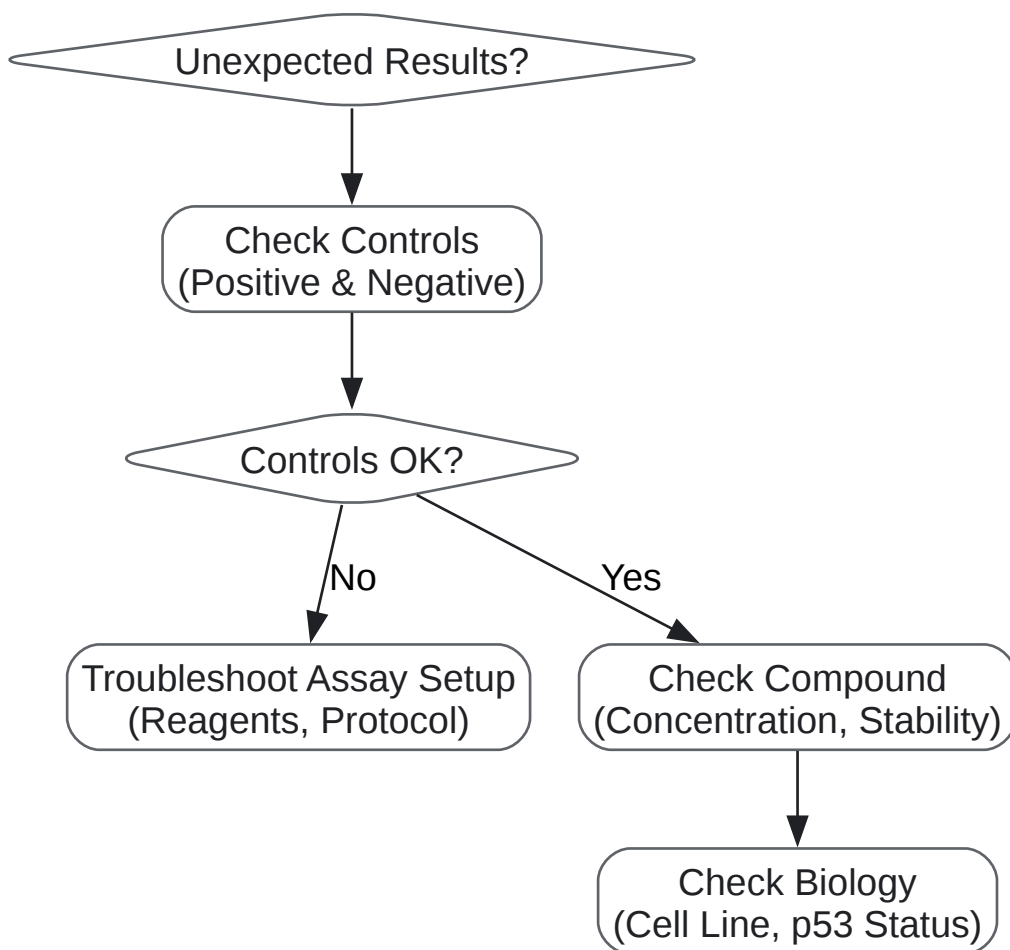 Unexpected Results?
Check Controls
(Positive & Negative)
Controls OK?
No
Yes
Troubleshoot Assay Setup
(Reagents, Protocol)
Check Compound
(Concentration, Stability)
Check Biology
(Cell Line, p53 Status)